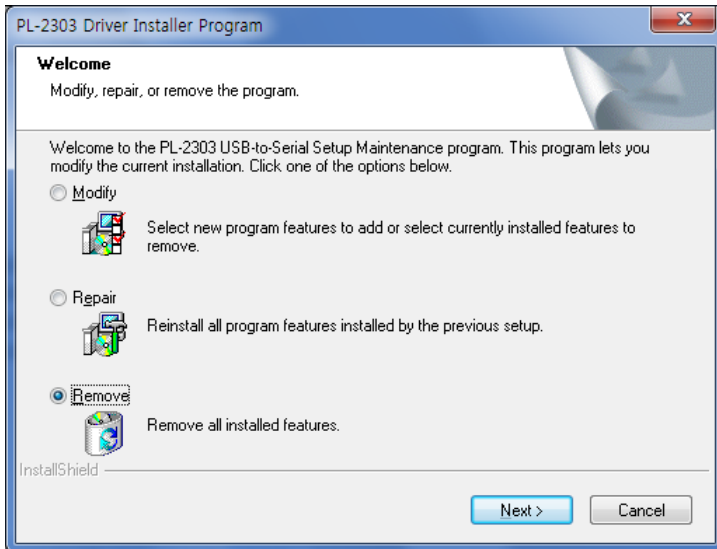 PL-2303 Driver Installer Program
Welcome
Modify, repair, or remove the program.
Welcome to the PL-2303 USB-to-Serial Setup Maintenance program. This program lets you
modify the current installation. Click one of the options below.
Modify
Select new program features to add or select currently installed features to
remove.
Repair
Reinstall all program features installed by the previous setup.
Remove
Remove all installed features.
InstallShield
Next >
Cancel